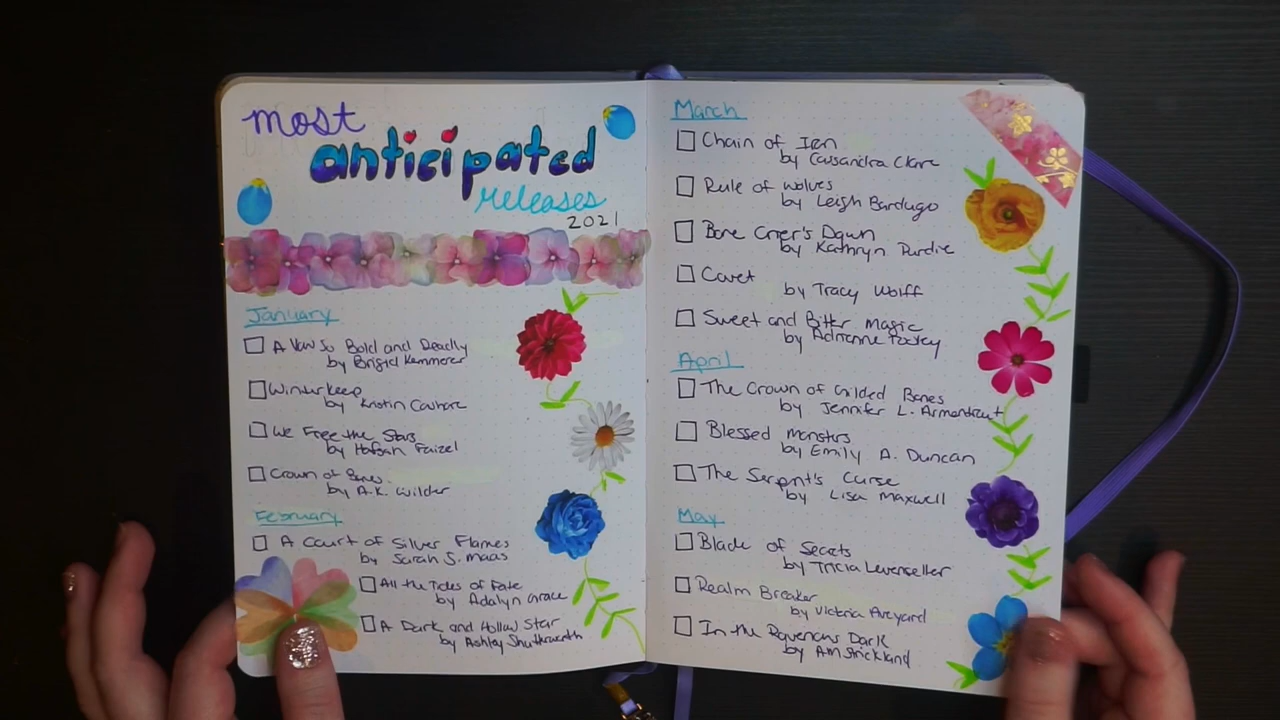 most
anticipated
releases
2021
January
A Vow So Bold and Deadly
by Brigid Kemmerer
Winterkeep
by Kristin Cashore
We Free the Stars
by Hafsah Faizal
Crown of Bones
by A.K. Wilder
February
A Court of Silver Flames
by Sarah J. Maas
All the Tides of Fate
by Adalyn Grace
A Dark and Hollow Star
by Ashley Shuttleworth
March
Chain of Iron
by Cassandra Clare
Rule of Wolves
by Leigh Bardugo
Bone Crier's Dawn
by Kathryn Purdie
Covet
by Tracy Wolff
Sweet and Bitter Magic
by Adrienne Tooley
April
The Crown of Gilded Bones
by Jennifer L. Armentrout
Blessed Monsters
by Emily A. Duncan
The Serpent's Curse
by Lisa Maxwell
May
Blade of Secrets
by Tricia Levenseller
Realm Breaker
by Victoria Aveyard
In the Ravenous Dark
by AM Strickland